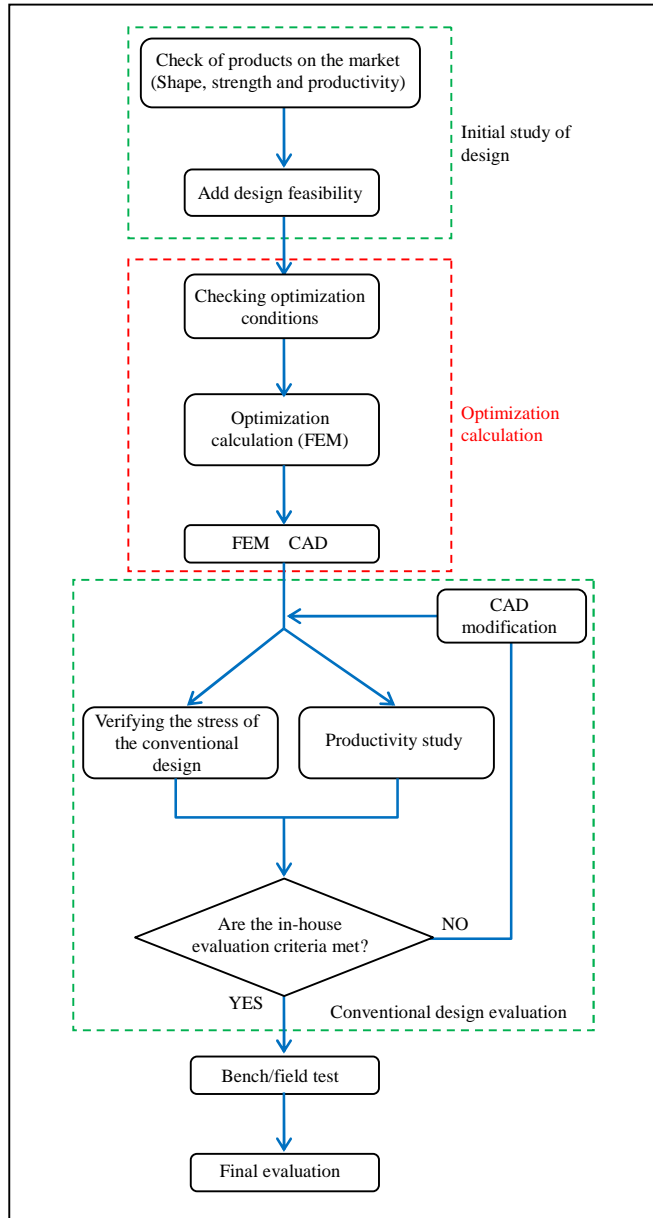 Check of products on the market
(Shape, strength and productivity)
Initial study of
design
Add design feasibility
Checking optimization
conditions
Optimization
calculation (FEM)
Optimization
calculation
FEM CAD
CAD
modification
Verifying the stress of
the conventional
design
Productivity study
Are the in-house
evaluation criteria met?
NO
YES
Conventional design evaluation
Bench/field test
Final evaluation